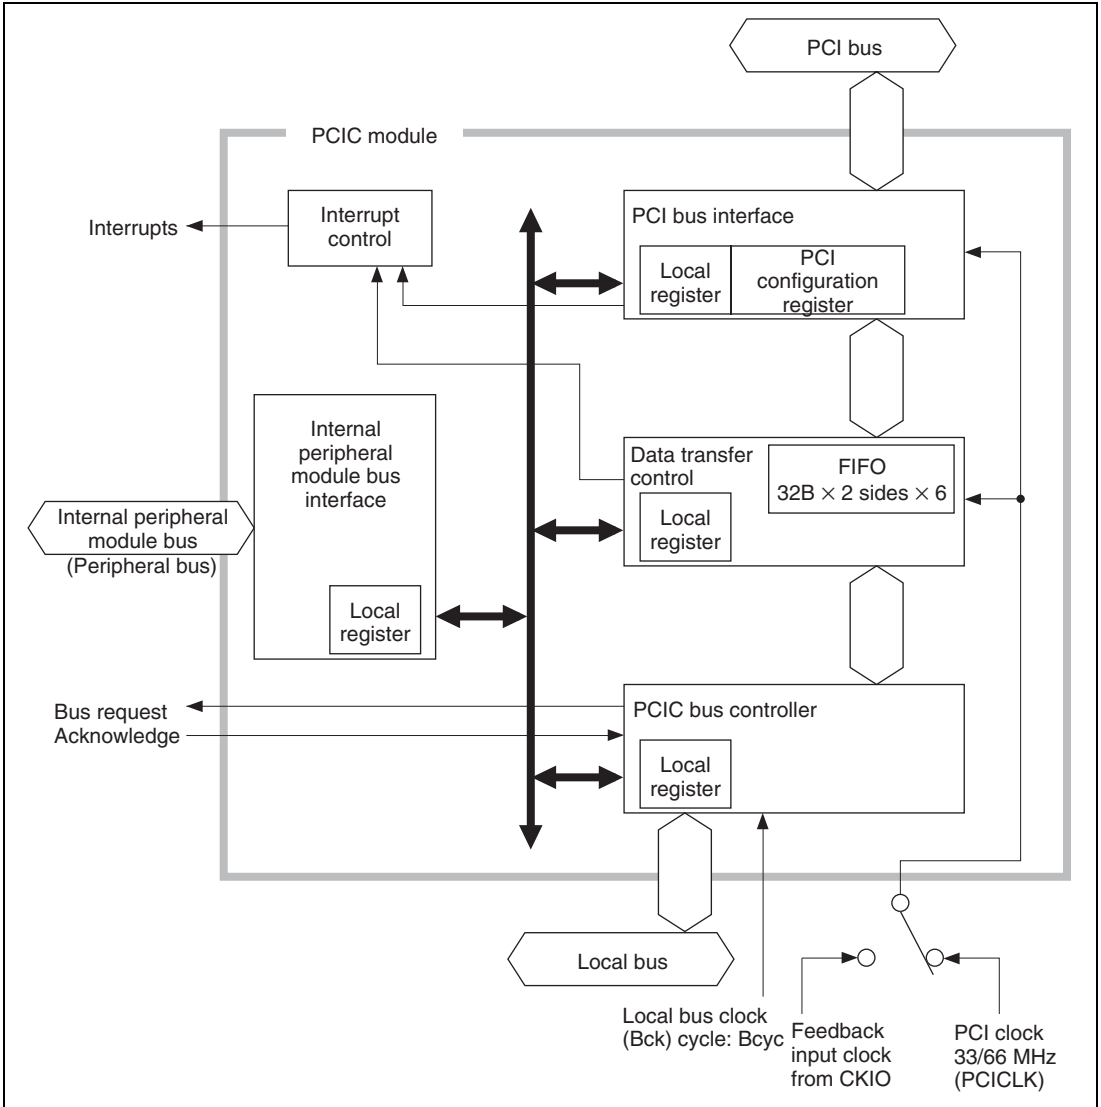 PCI bus
PCIC module
Interrupts
Interrupt
control
PCI bus interface
Local
register
PCI
configuration
register
Internal
peripheral
module bus
interface
Data transfer
control
FIFO
32B × 2 sides × 6
Local
register
Internal peripheral
module bus
(Peripheral bus)
Local
register
Bus request
Acknowledge
PCIC bus controller
Local
register
Local bus
Local bus clock
(Bck) cycle: Bcyc
Feedback
input clock
from CKIO
PCI clock
33/66 MHz
(PCICLK)